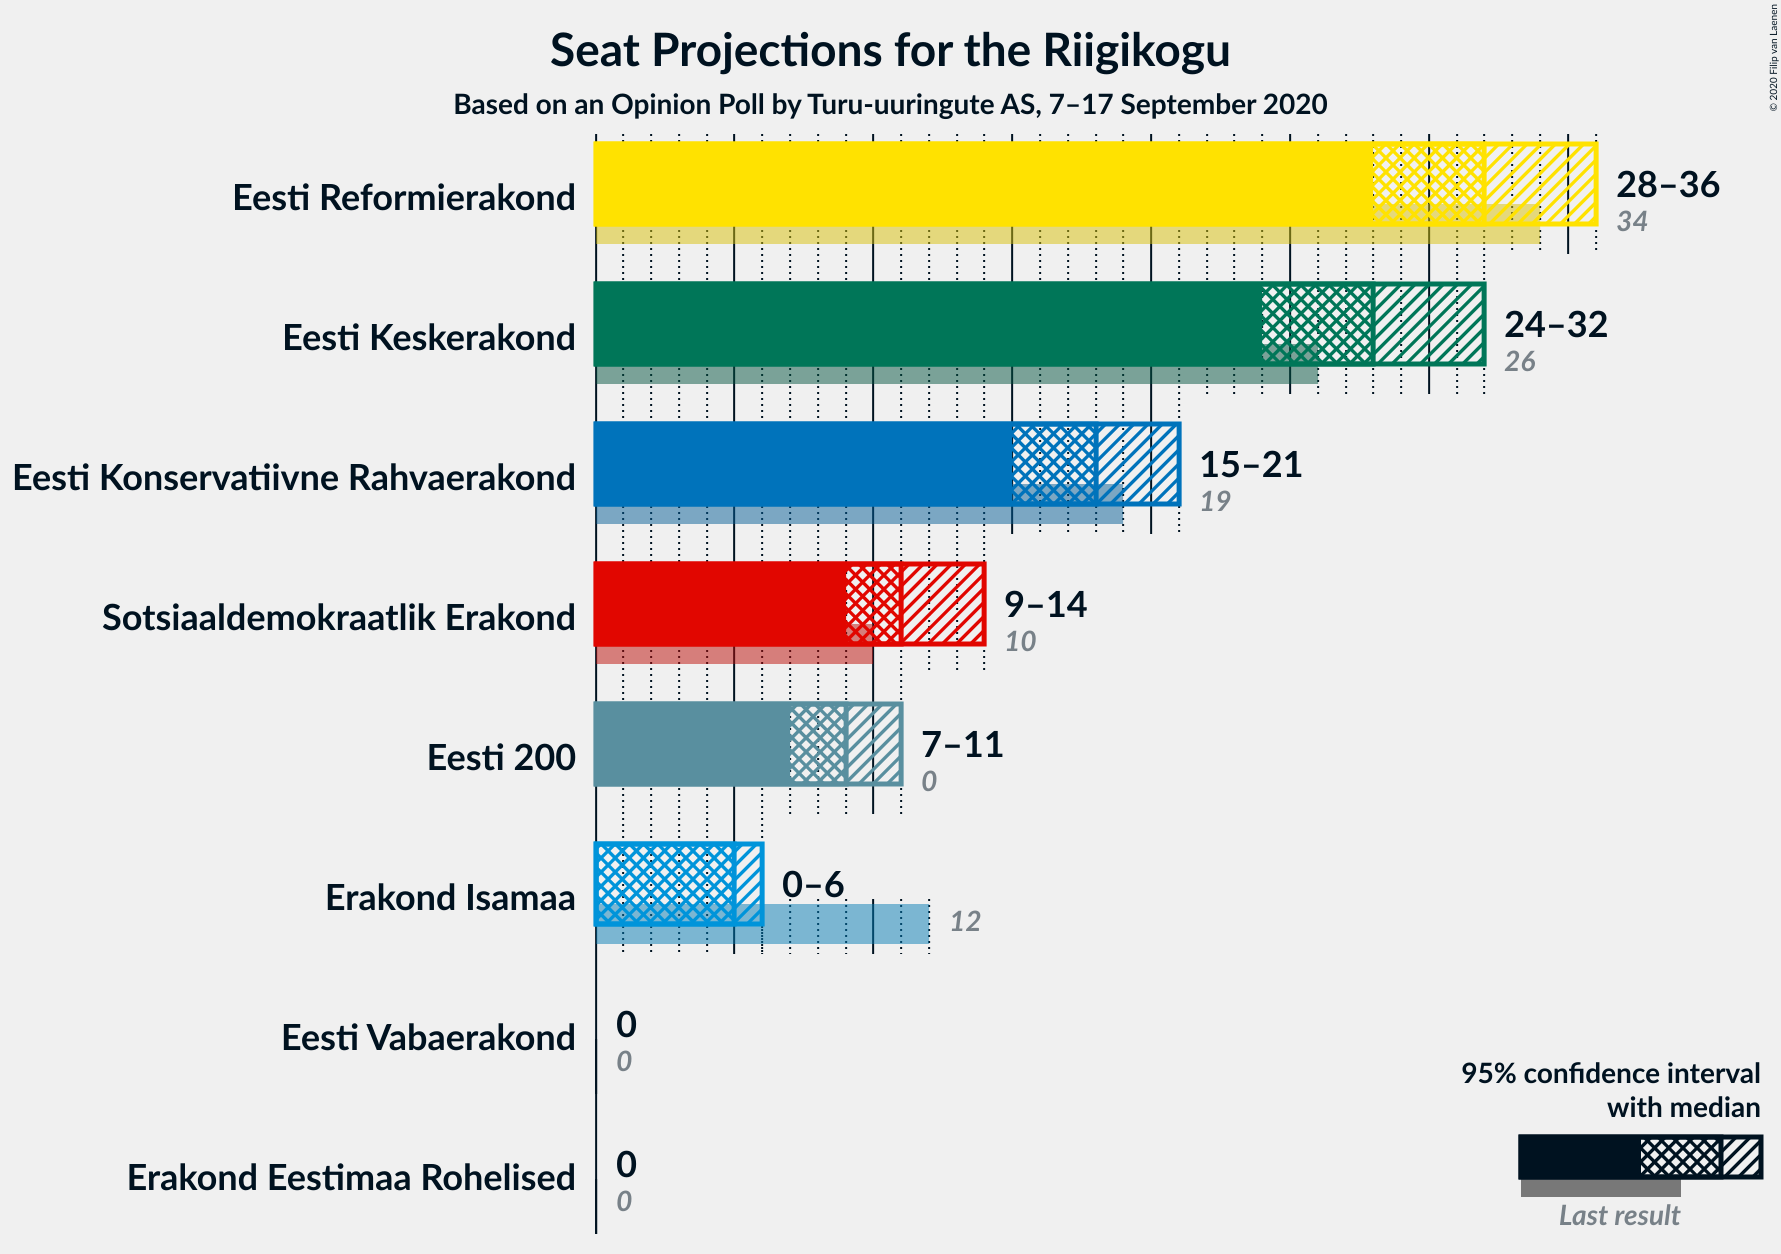 Seat Projections for the Riigikogu
Based on an Opinion Poll by Turu-uuringute AS, 7–17 September 2020
© 2020 Filip van Laenen
Eesti Reformierakond
28–36
34
Eesti Keskerakond
24–32
26
Eesti Konservatiivne Rahvaerakond
15–21
19
Sotsiaaldemokraatlik Erakond
9–14
10
Eesti 200
7–11
0
Erakond Isamaa
0–6
12
Eesti Vabaerakond
0
0
Erakond Eestimaa Rohelised
0
0
95% confidence interval
with median
Last result